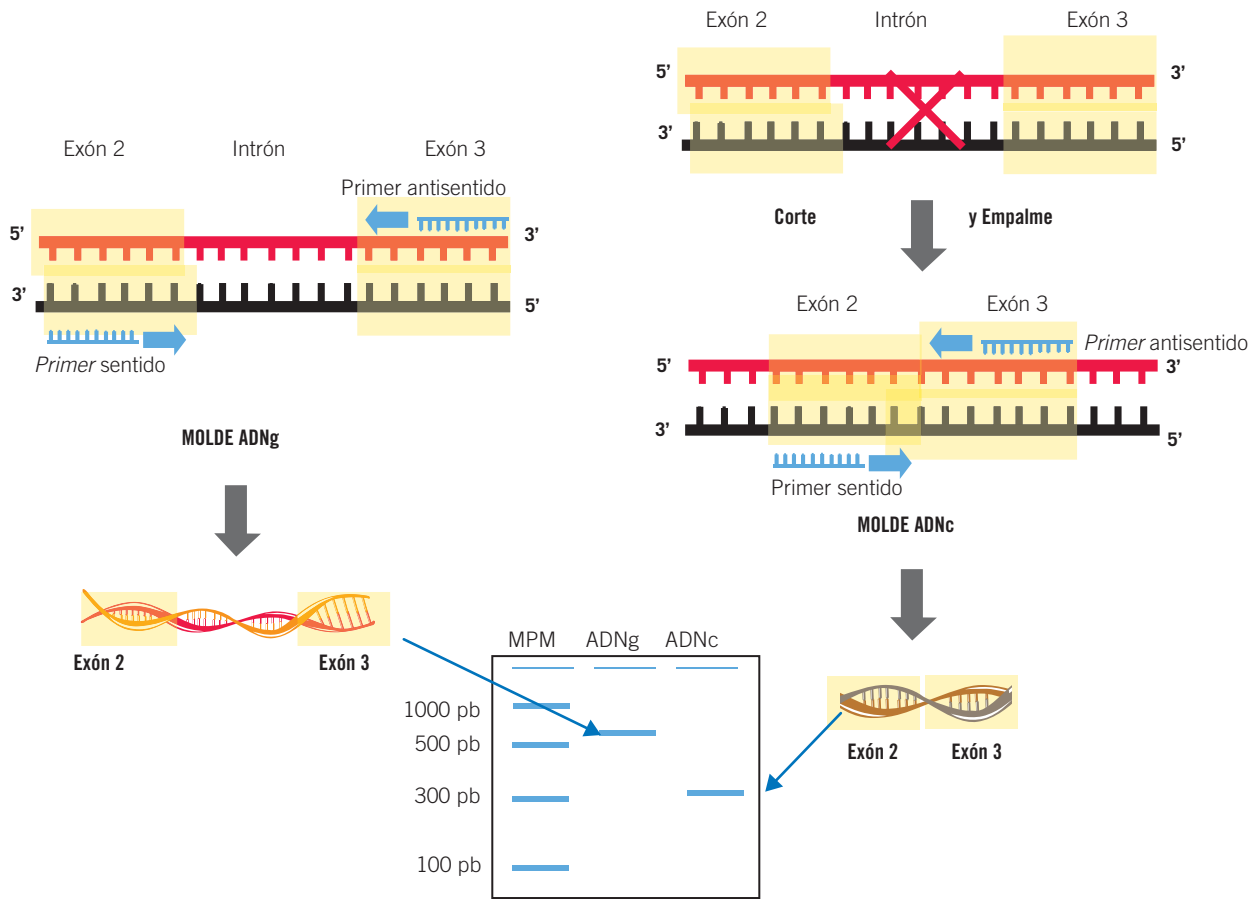 Exón 2 Intrón Exón 3
5’ 3’
3’ 5’
Corte y Empalme
Exón 2 Intrón Exón 3
Primer antisentido
5’ 3’
3’ 5’
Primer sentido
MOLDE ADNg
Exón 2 Exón 3
Primer antisentido
5’ 3’
3’ 5’
Primer sentido
MOLDE ADNc
Exón 2 Exón 3
MPM ADNg ADNc
1000 pb
500 pb
300 pb
100 pb
Exón 2 Exón 3